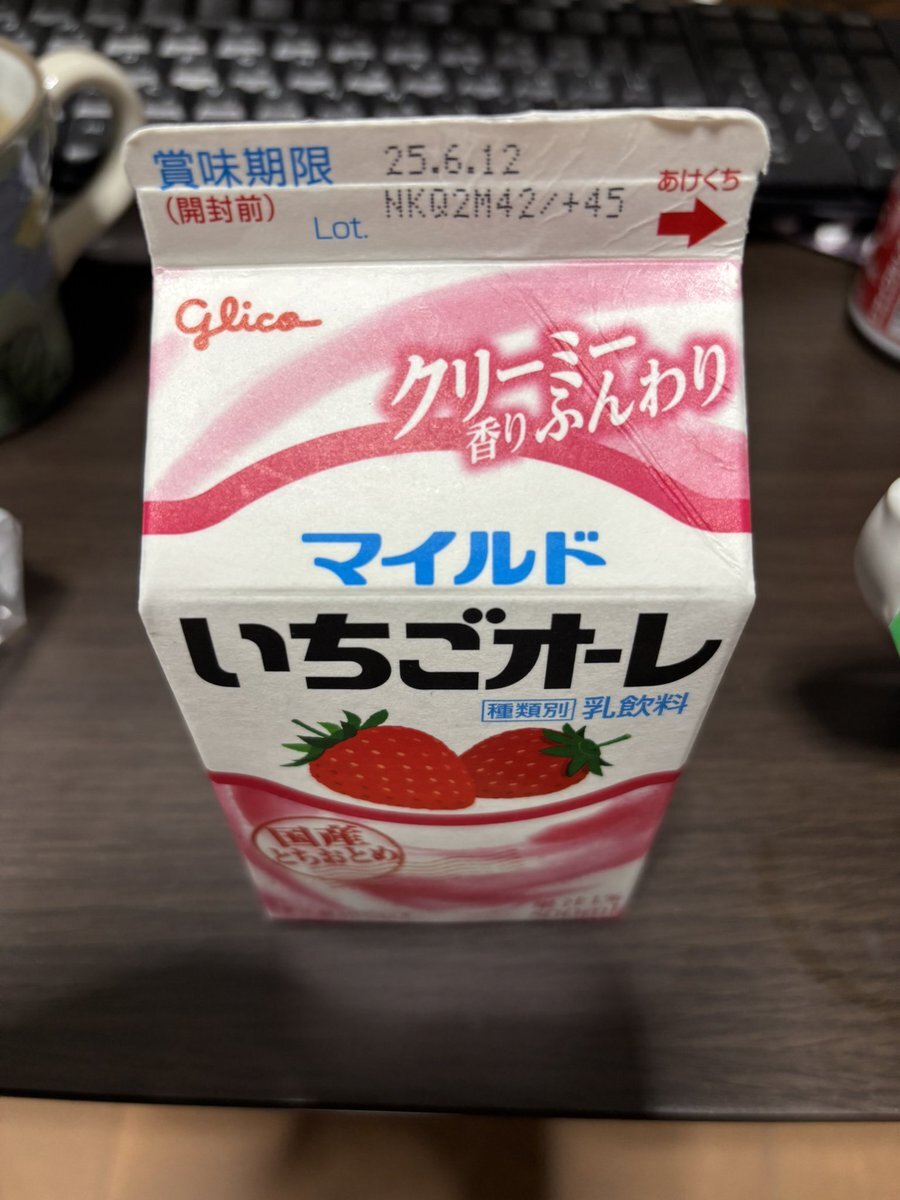 賞味期限 25.6.12
(開封前) Lot. NKQ2M42/+45
あけくち
Glico
クリーミー
香りふんわり
マイルド
いちごオーレ
種類別 乳飲料
国産
とちおとめ